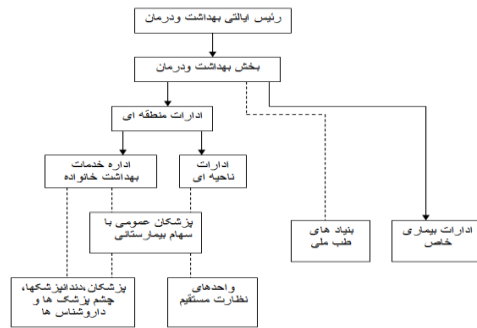 رئیس ایالتی بهداشت ودرمان
بخش بهداشت ودرمان
ادارات منطقه ای
اداره خدمات
بهداشت خانواده
ادارات
ناحیه ای
پزشکان عمومی با
سهام بیمارستانی
بنیاد های
طب ملی
ادارات بیماری
خاص
پزشکان،دندانپزشکها،
چشم پزشک ها و
داروشناس ها
واحدهای
نظارت مستقیم